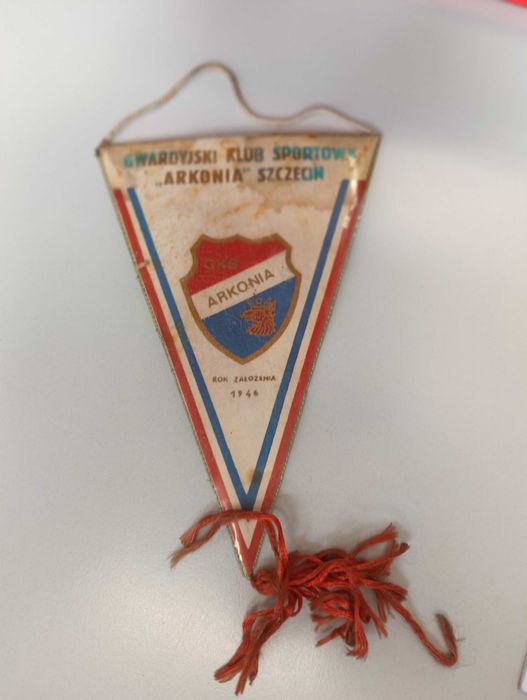 GWARDYJSKI KLUB SPORTOWY
„ARKONIA” SZCZECIN
GKS
ARKONIA
ROK ZAŁOŻENIA
1946